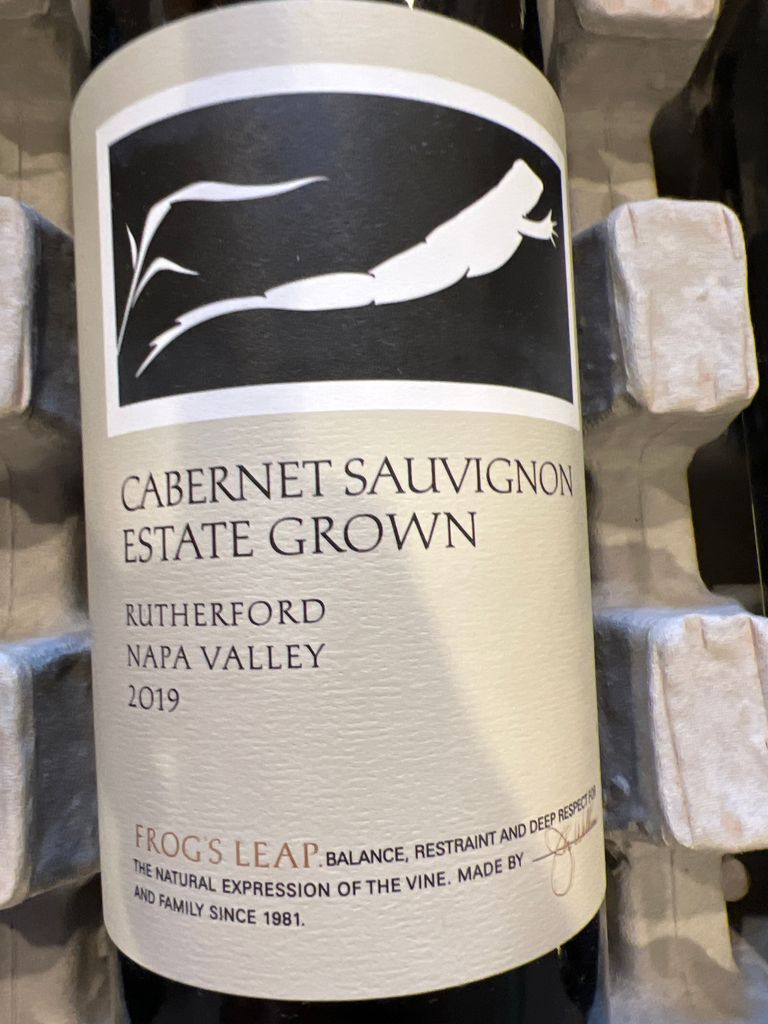 CABERNET SAUVIGNON
ESTATE GROWN
RUTHERFORD
NAPA VALLEY
2019
FROG'S LEAP. BALANCE, RESTRAINT AND DEEP RESPECT FOR
THE NATURAL EXPRESSION OF THE VINE. MADE BY
AND FAMILY SINCE 1981.